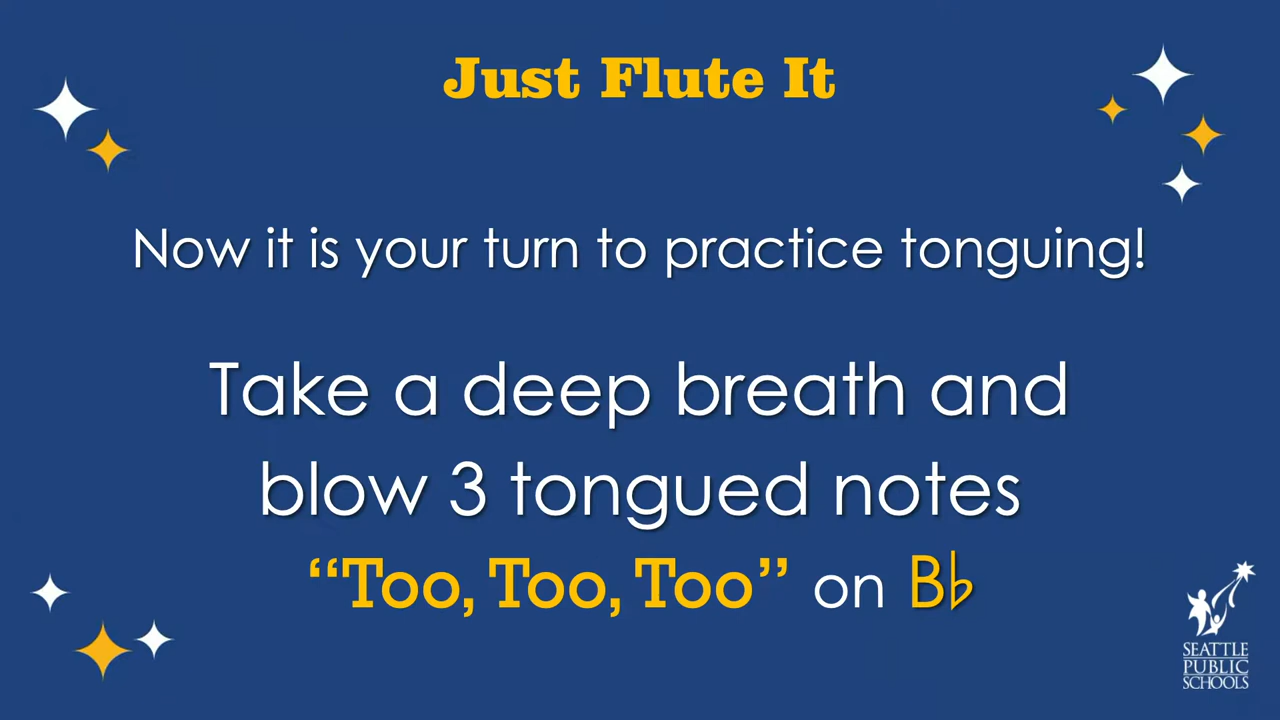 Just Flute It
Now it is your turn to practice tonguing!
Take a deep breath and
blow 3 tongued notes
“Too, Too, Too” on B♭
SEATTLE
PUBLIC
SCHOOLS